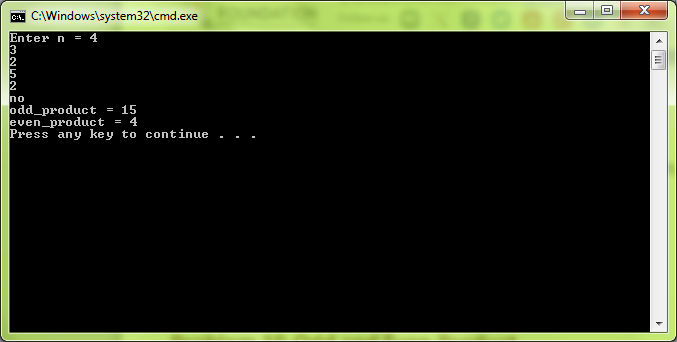 C:\Windows\system32\cmd.exe
Enter n = 4
3
2
5
2
no
odd_product = 15
even_product = 4
Press any key to continue . . .